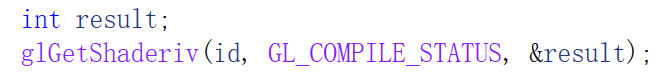 int result;
glGetShaderiv(id, GL_COMPILE_STATUS, &result);